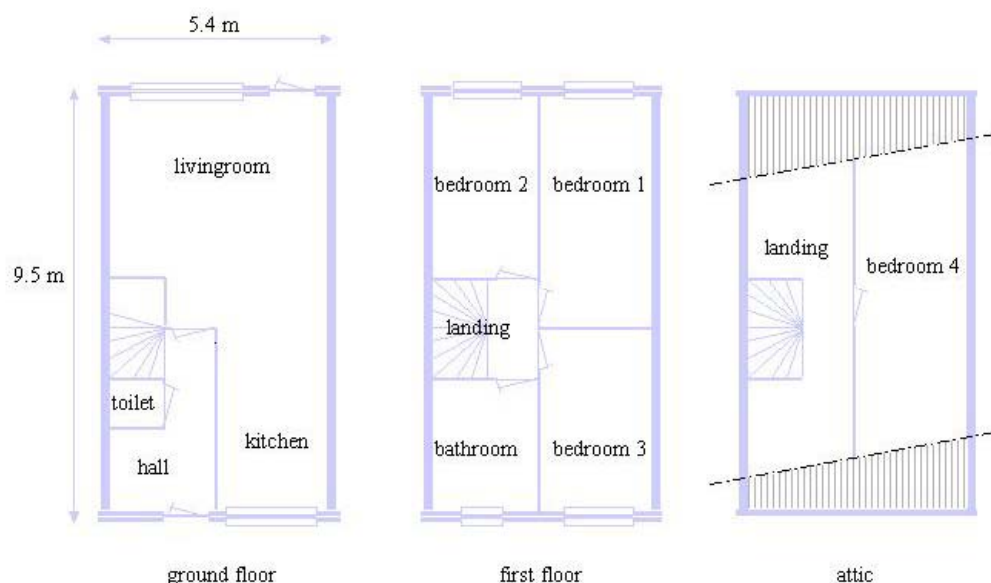 5.4 m
9.5 m
livingroom
toilet
hall
kitchen
ground floor
bedroom 2
bedroom 1
landing
bathroom
bedroom 3
first floor
landing
bedroom 4
attic